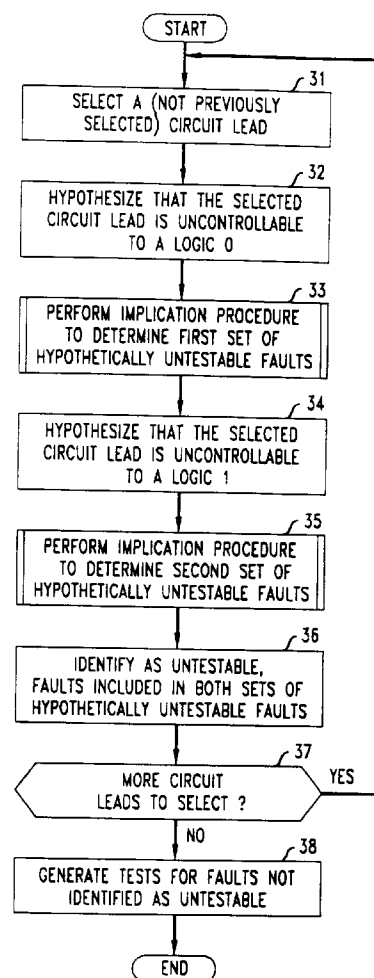 START
31
SELECT A (NOT PREVIOUSLY
SELECTED) CIRCUIT LEAD
32
HYPOTHESIZE THAT THE SELECTED
CIRCUIT LEAD IS UNCONTROLLABLE
TO A LOGIC 0
33
PERFORM IMPLICATION PROCEDURE
TO DETERMINE FIRST SET OF
HYPOTHETICALLY UNTESTABLE FAULTS
34
HYPOTHESIZE THAT THE SELECTED
CIRCUIT LEAD IS UNCONTROLLABLE
TO A LOGIC 1
35
PERFORM IMPLICATION PROCEDURE
TO DETERMINE SECOND SET OF
HYPOTHETICALLY UNTESTABLE FAULTS
36
IDENTIFY AS UNTESTABLE,
FAULTS INCLUDED IN BOTH SETS OF
HYPOTHETICALLY UNTESTABLE FAULTS
37
MORE CIRCUIT
LEADS TO SELECT ?
YES
NO
38
GENERATE TESTS FOR FAULTS NOT
IDENTIFIED AS UNTESTABLE
END